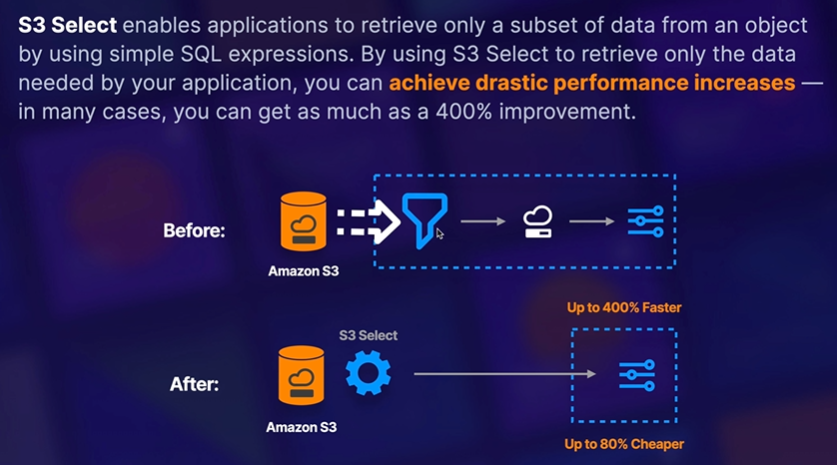 S3 Select enables applications to retrieve only a subset of data from an object
by using simple SQL expressions. By using S3 Select to retrieve only the data
needed by your application, you can achieve drastic performance increases —
in many cases, you can get as much as a 400% improvement.
Before:
Amazon S3
Up to 400% Faster
S3 Select
After:
Amazon S3
Up to 80% Cheaper